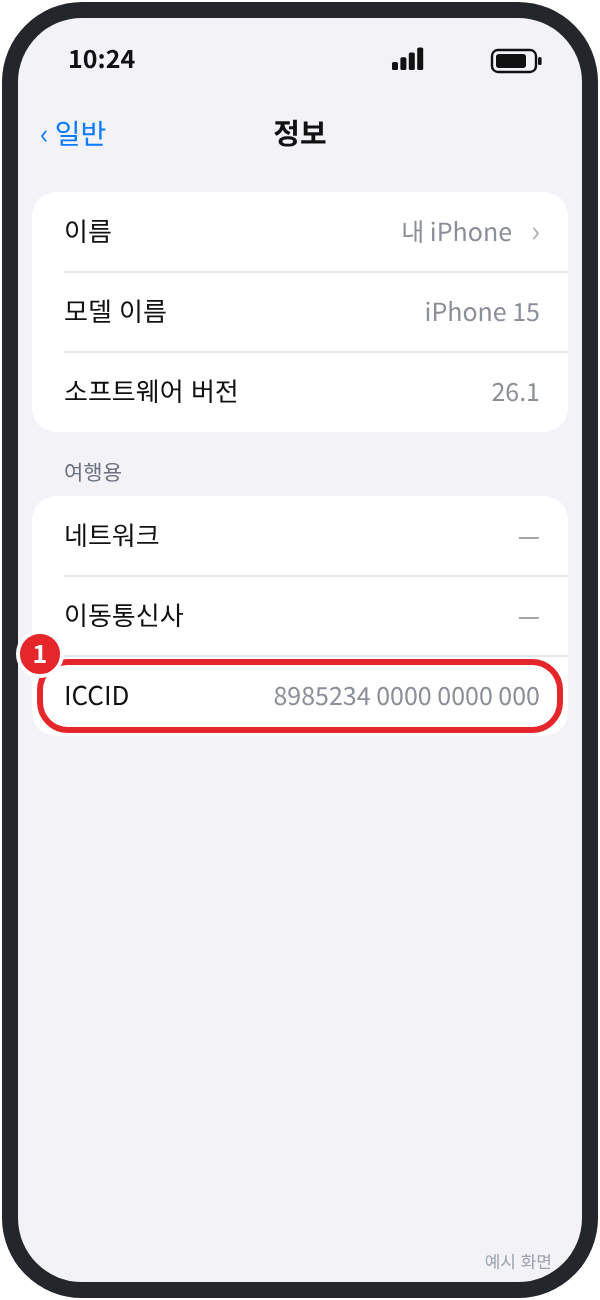 10:24
‹ 일반 정보
이름 내 iPhone ›
모델 이름 iPhone 15
소프트웨어 버전 26.1
여행용
네트워크 —
이동통신사 —
1
ICCID 8985234 0000 0000 000
예시 화면